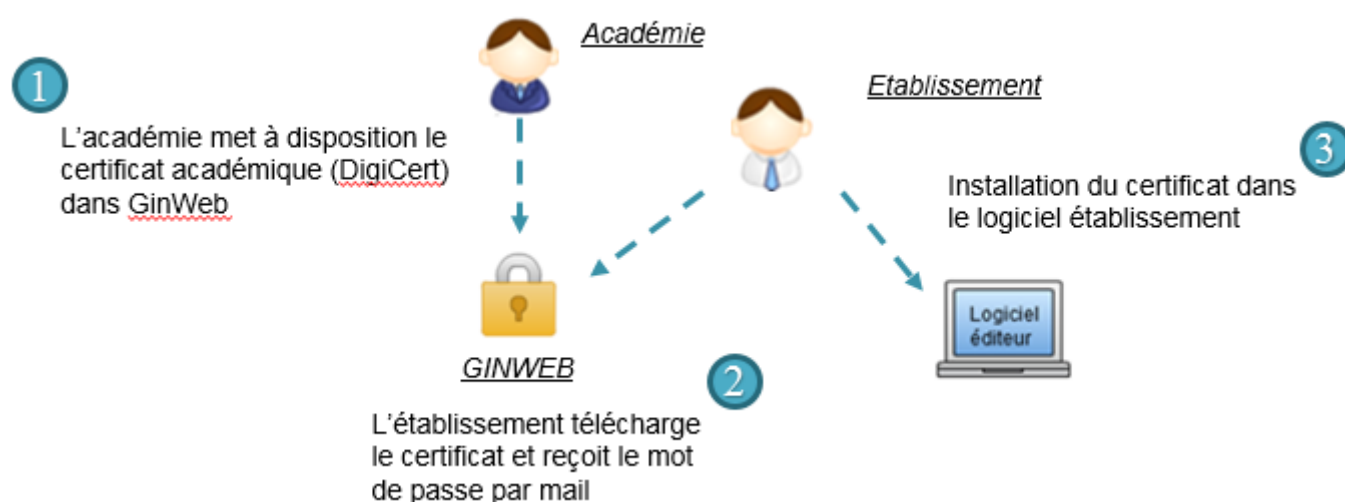 Académie
1
L'académie met à disposition le
certificat académique (DigiCert)
dans GinWeb
Etablissement
3
Installation du certificat dans
le logiciel établissement
Logiciel
éditeur
GINWEB
2
L'établissement télécharge
le certificat et reçoit le mot
de passe par mail